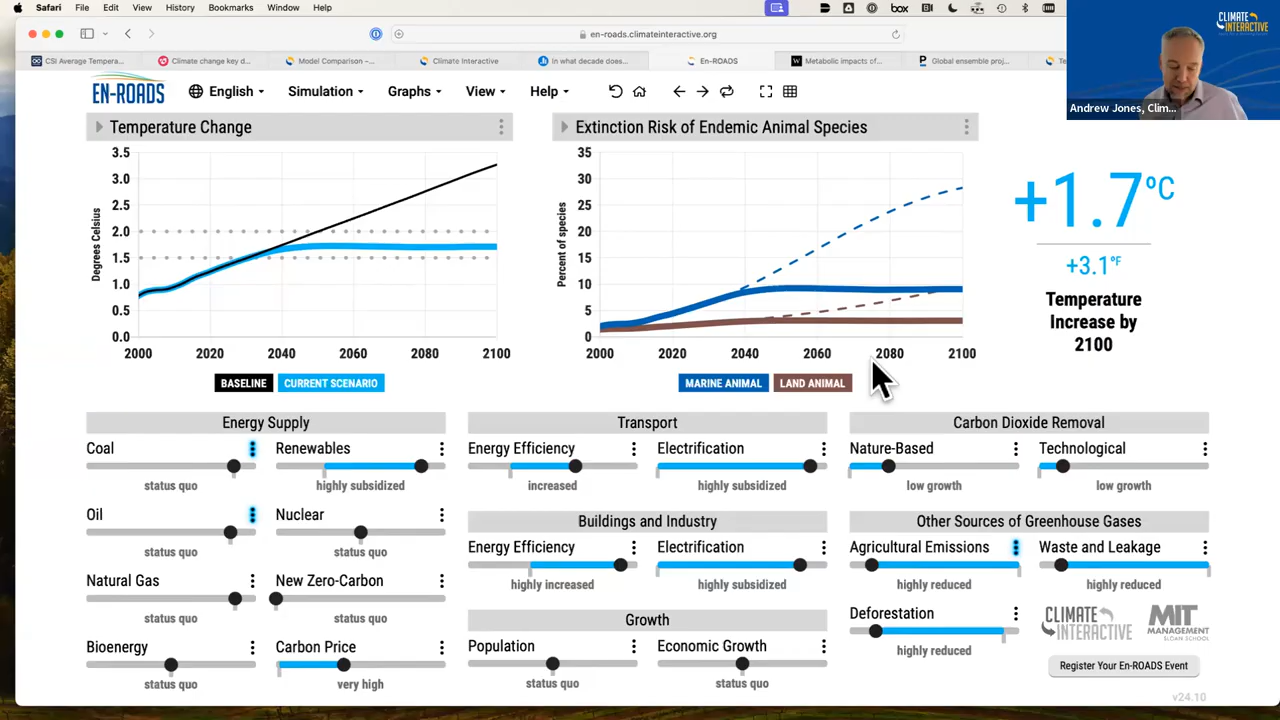 Safari File Edit View History Bookmarks Window Help
box
CLIMATE
INTERACTIVE
en-roads.climateinteractive.org
CSI Average Tempera...
Climate change key d...
Model Comparison –...
Climate Interactive
In what decade does...
En-ROADS
Metabolic impacts of...
Global ensemble proj...
Te
Andrew Jones, Clim...
EN-ROADS
English Simulation Graphs View Help
Temperature Change
Extinction Risk of Endemic Animal Species
3.5
3.0
2.5
2.0
1.5
1.0
0.5
0.0
Degrees Celsius
2000 2020 2040 2060 2080 2100
BASELINE CURRENT SCENARIO
35
30
25
20
15
10
5
0
Percent of species
2000 2020 2040 2060 2080 2100
MARINE ANIMAL LAND ANIMAL
+1.7°C
+3.1°F
Temperature
Increase by
2100
Energy Supply
Coal
status quo
Renewables
highly subsidized
Oil
status quo
Nuclear
status quo
Natural Gas
status quo
New Zero-Carbon
status quo
Bioenergy
status quo
Carbon Price
very high
Transport
Energy Efficiency
increased
Electrification
highly subsidized
Buildings and Industry
Energy Efficiency
highly increased
Electrification
highly subsidized
Growth
Population
status quo
Economic Growth
status quo
Carbon Dioxide Removal
Nature-Based
low growth
Technological
low growth
Other Sources of Greenhouse Gases
Agricultural Emissions
highly reduced
Waste and Leakage
highly reduced
Deforestation
highly reduced
CLIMATE
INTERACTIVE
MIT
MANAGEMENT
SLOAN SCHOOL
Register Your En-ROADS Event
v24.10